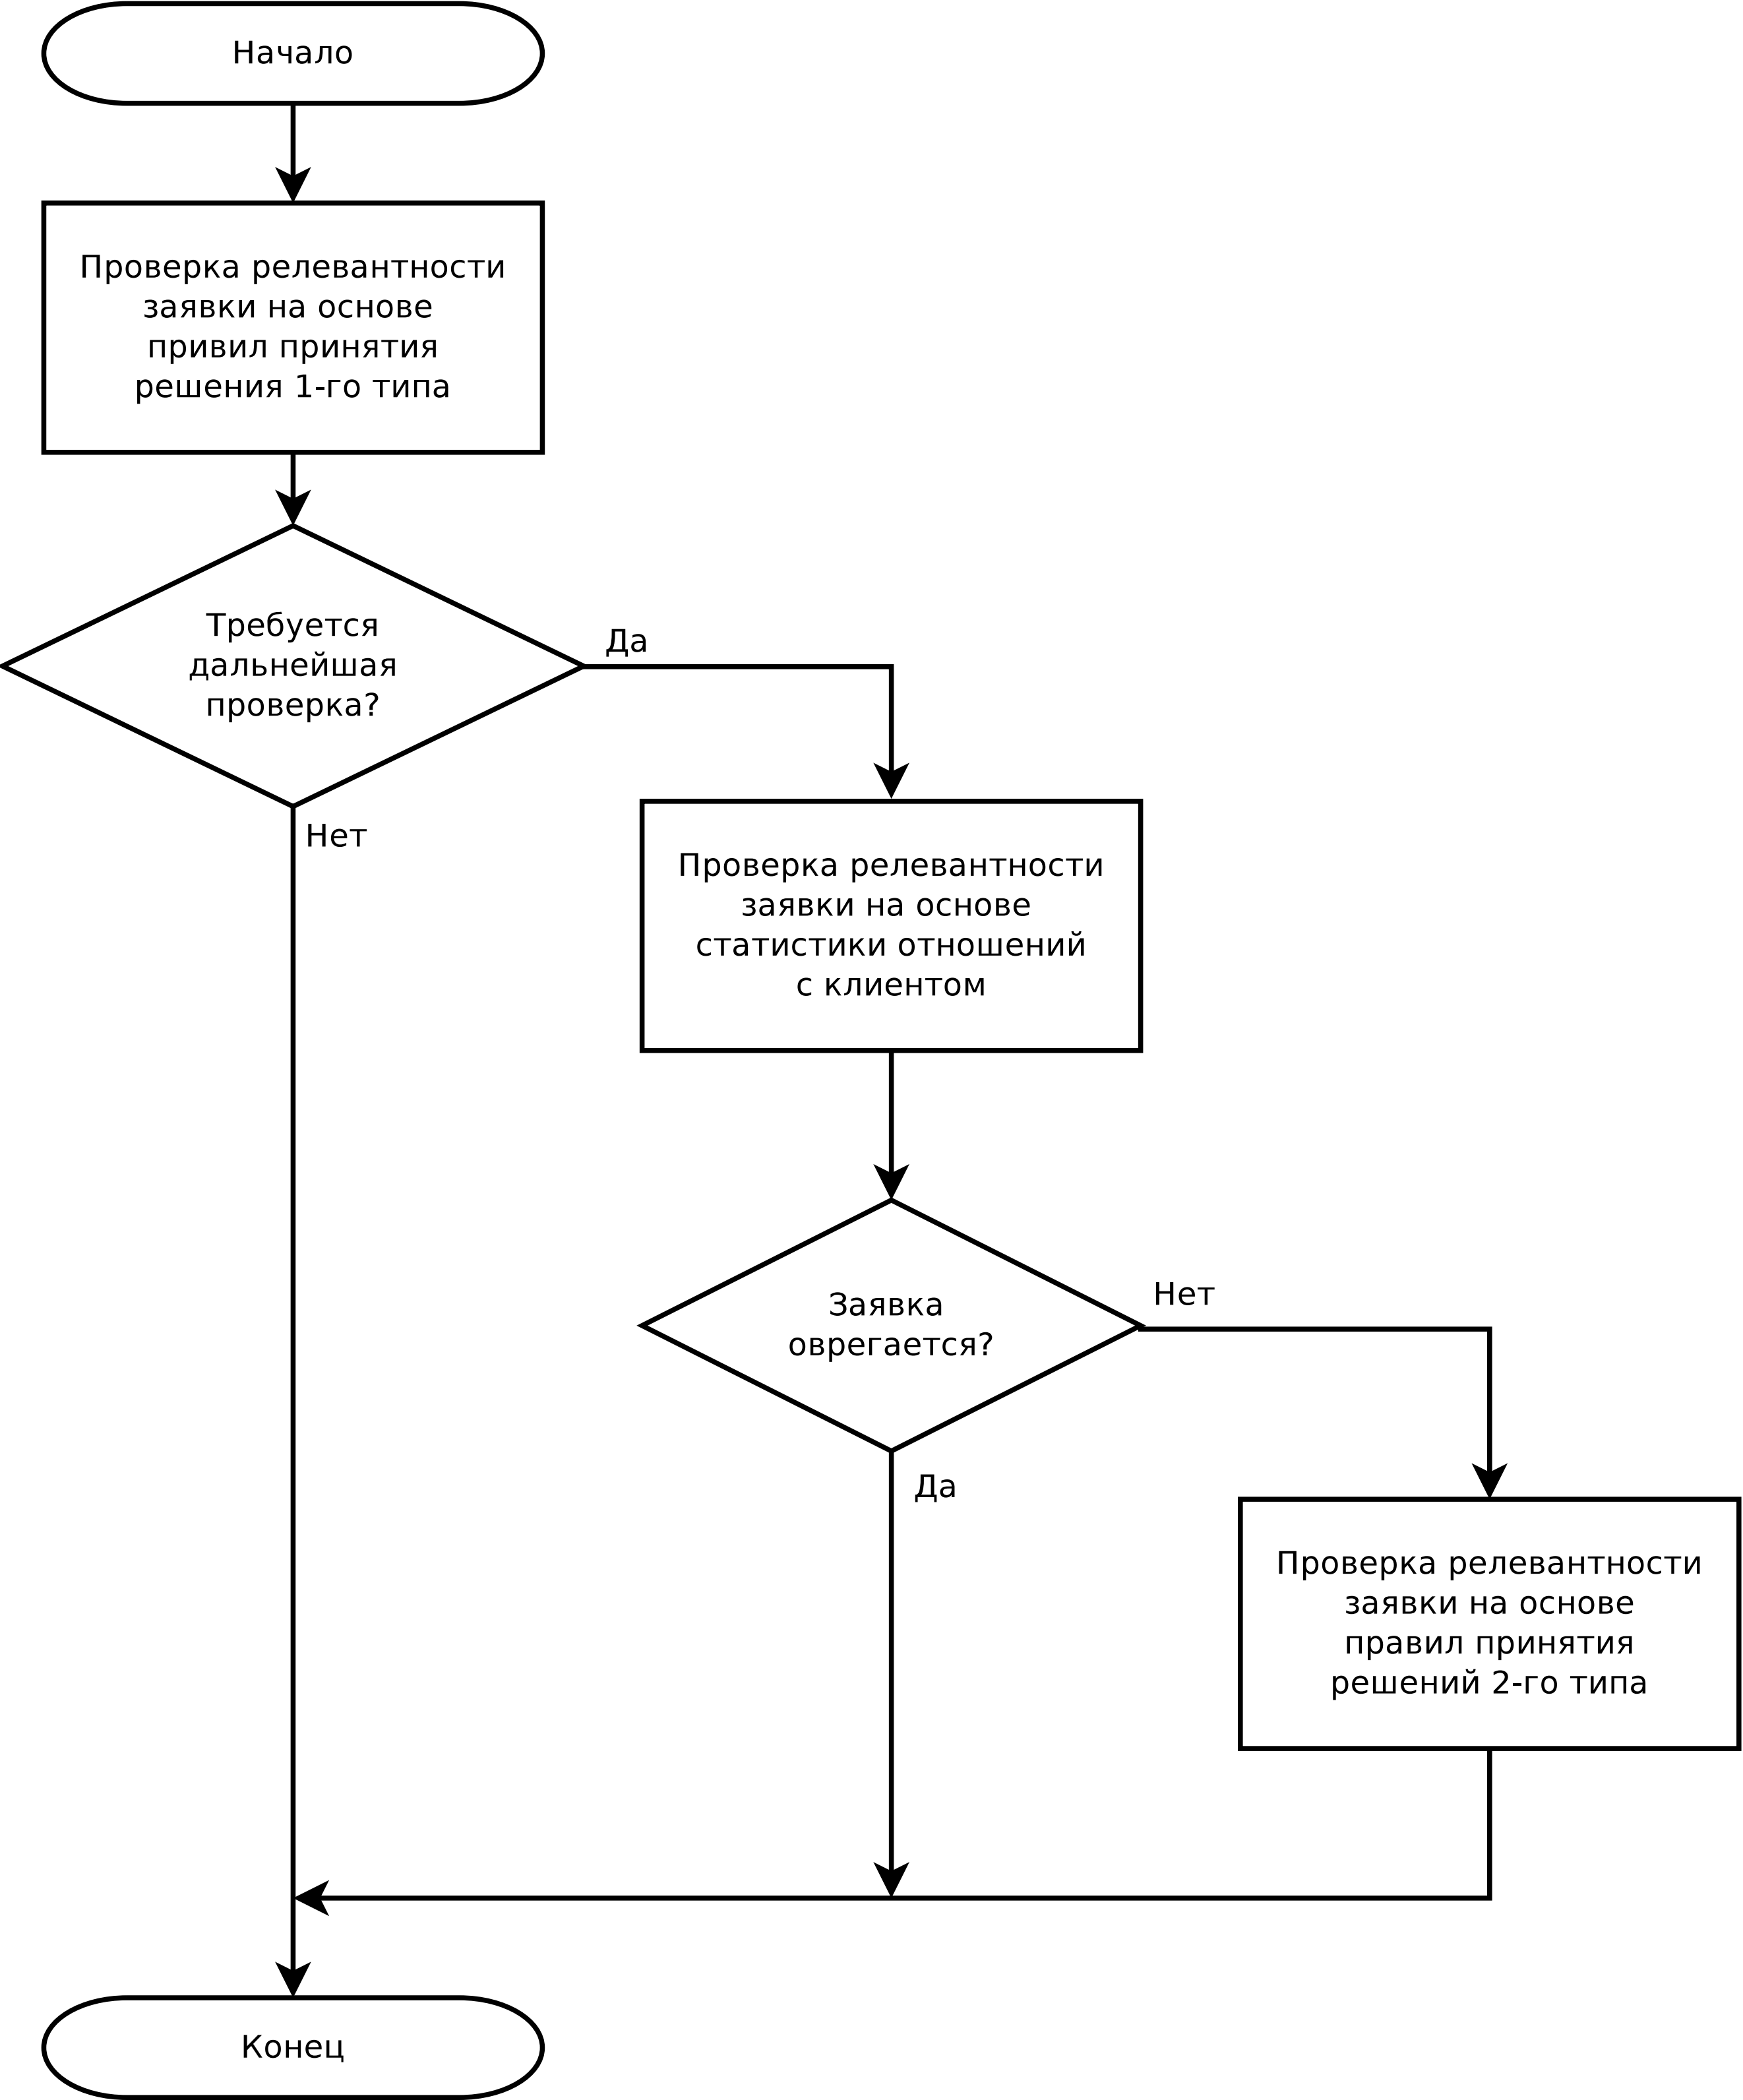 Начало
Проверка релевантности
заявки на основе
привил принятия
решения 1-го типа
Требуется
дальнейшая
проверка?
Да
Нет
Проверка релевантности
заявки на основе
статистики отношений
с клиентом
Заявка
оврегается?
Нет
Да
Проверка релевантности
заявки на основе
правил принятия
решений 2-го типа
Конец